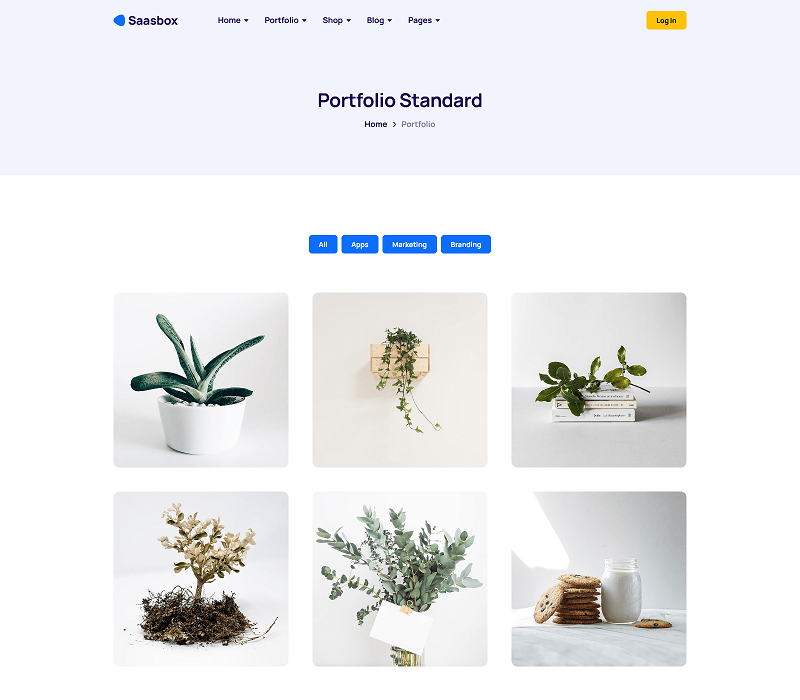 Saasbox
Home
Portfolio
Shop
Blog
Pages
Log In
Portfolio Standard
Home > Portfolio
All
Apps
Marketing
Branding